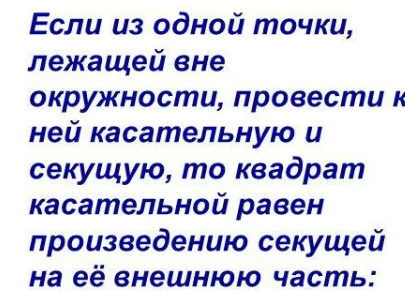 Если из одной точки,
лежащей вне
окружности, провести к
ней касательную и
секущую, то квадрат
касательной равен
произведению секущей
на её внешнюю часть: